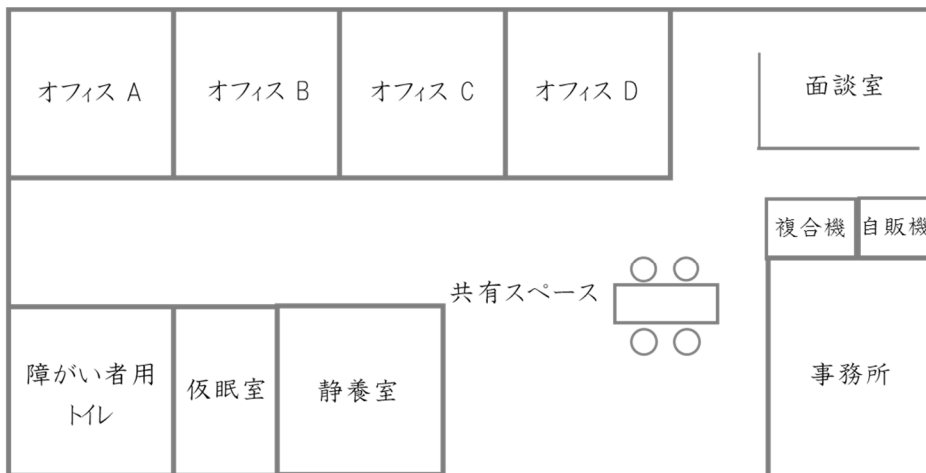 オフィス A
オフィス B
オフィス C
オフィス D
面談室
複合機
自販機
共有スペース
障がい者用
トイレ
仮眠室
静養室
事務所